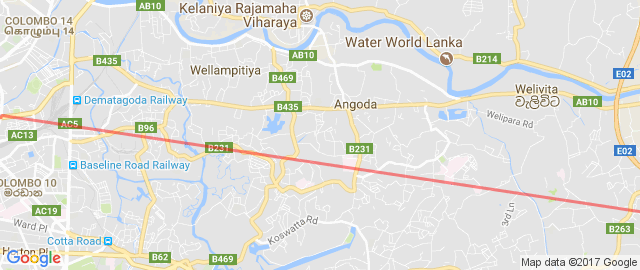 Kelaniya Rajamaha
Viharaya
AB10
COLOMBO 14
கொழும்பு 14
Water World Lanka
AB10
B214
B435
Wellampitiya
B469
E02
Welivita
වැලිවිට
Dematagoda Railway
B435
Angoda
AB10
Welipara Rd
AC5
AC13
B96
B231
B231
E02
Baseline Road Railway
COLOMBO 10
මරදාන
AC19
3rd Ln
Ward Pl
Koswatta Rd
B263
Cotta Road
Horton Pl
B62
B469
Google
Map data ©2017 Google